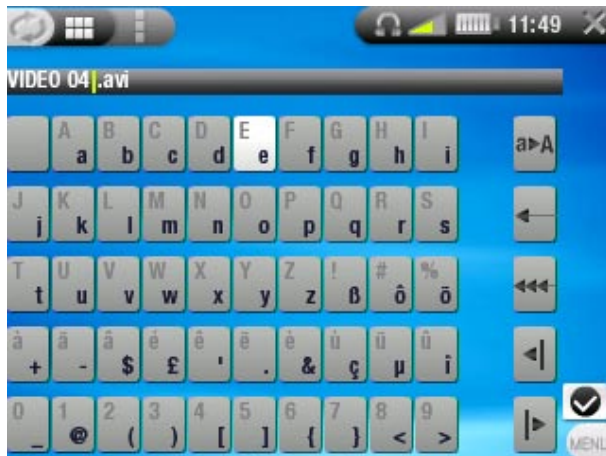 11:49
VIDEO 04.avi
A a B b C c D d E e F f G g H h I i a▸A
J j K k L l M m N n O o P p Q q R r S s
T t U u V v W w X x Y y Z z ! ß # ô % õ
à + ä - â $ é £ ê ' ë . è & ù ç ü µ û î
0 _ 1 @ 2 ( 3 ) 4 [ 5 ] 6 { 7 } 8 < 9 >
MENU